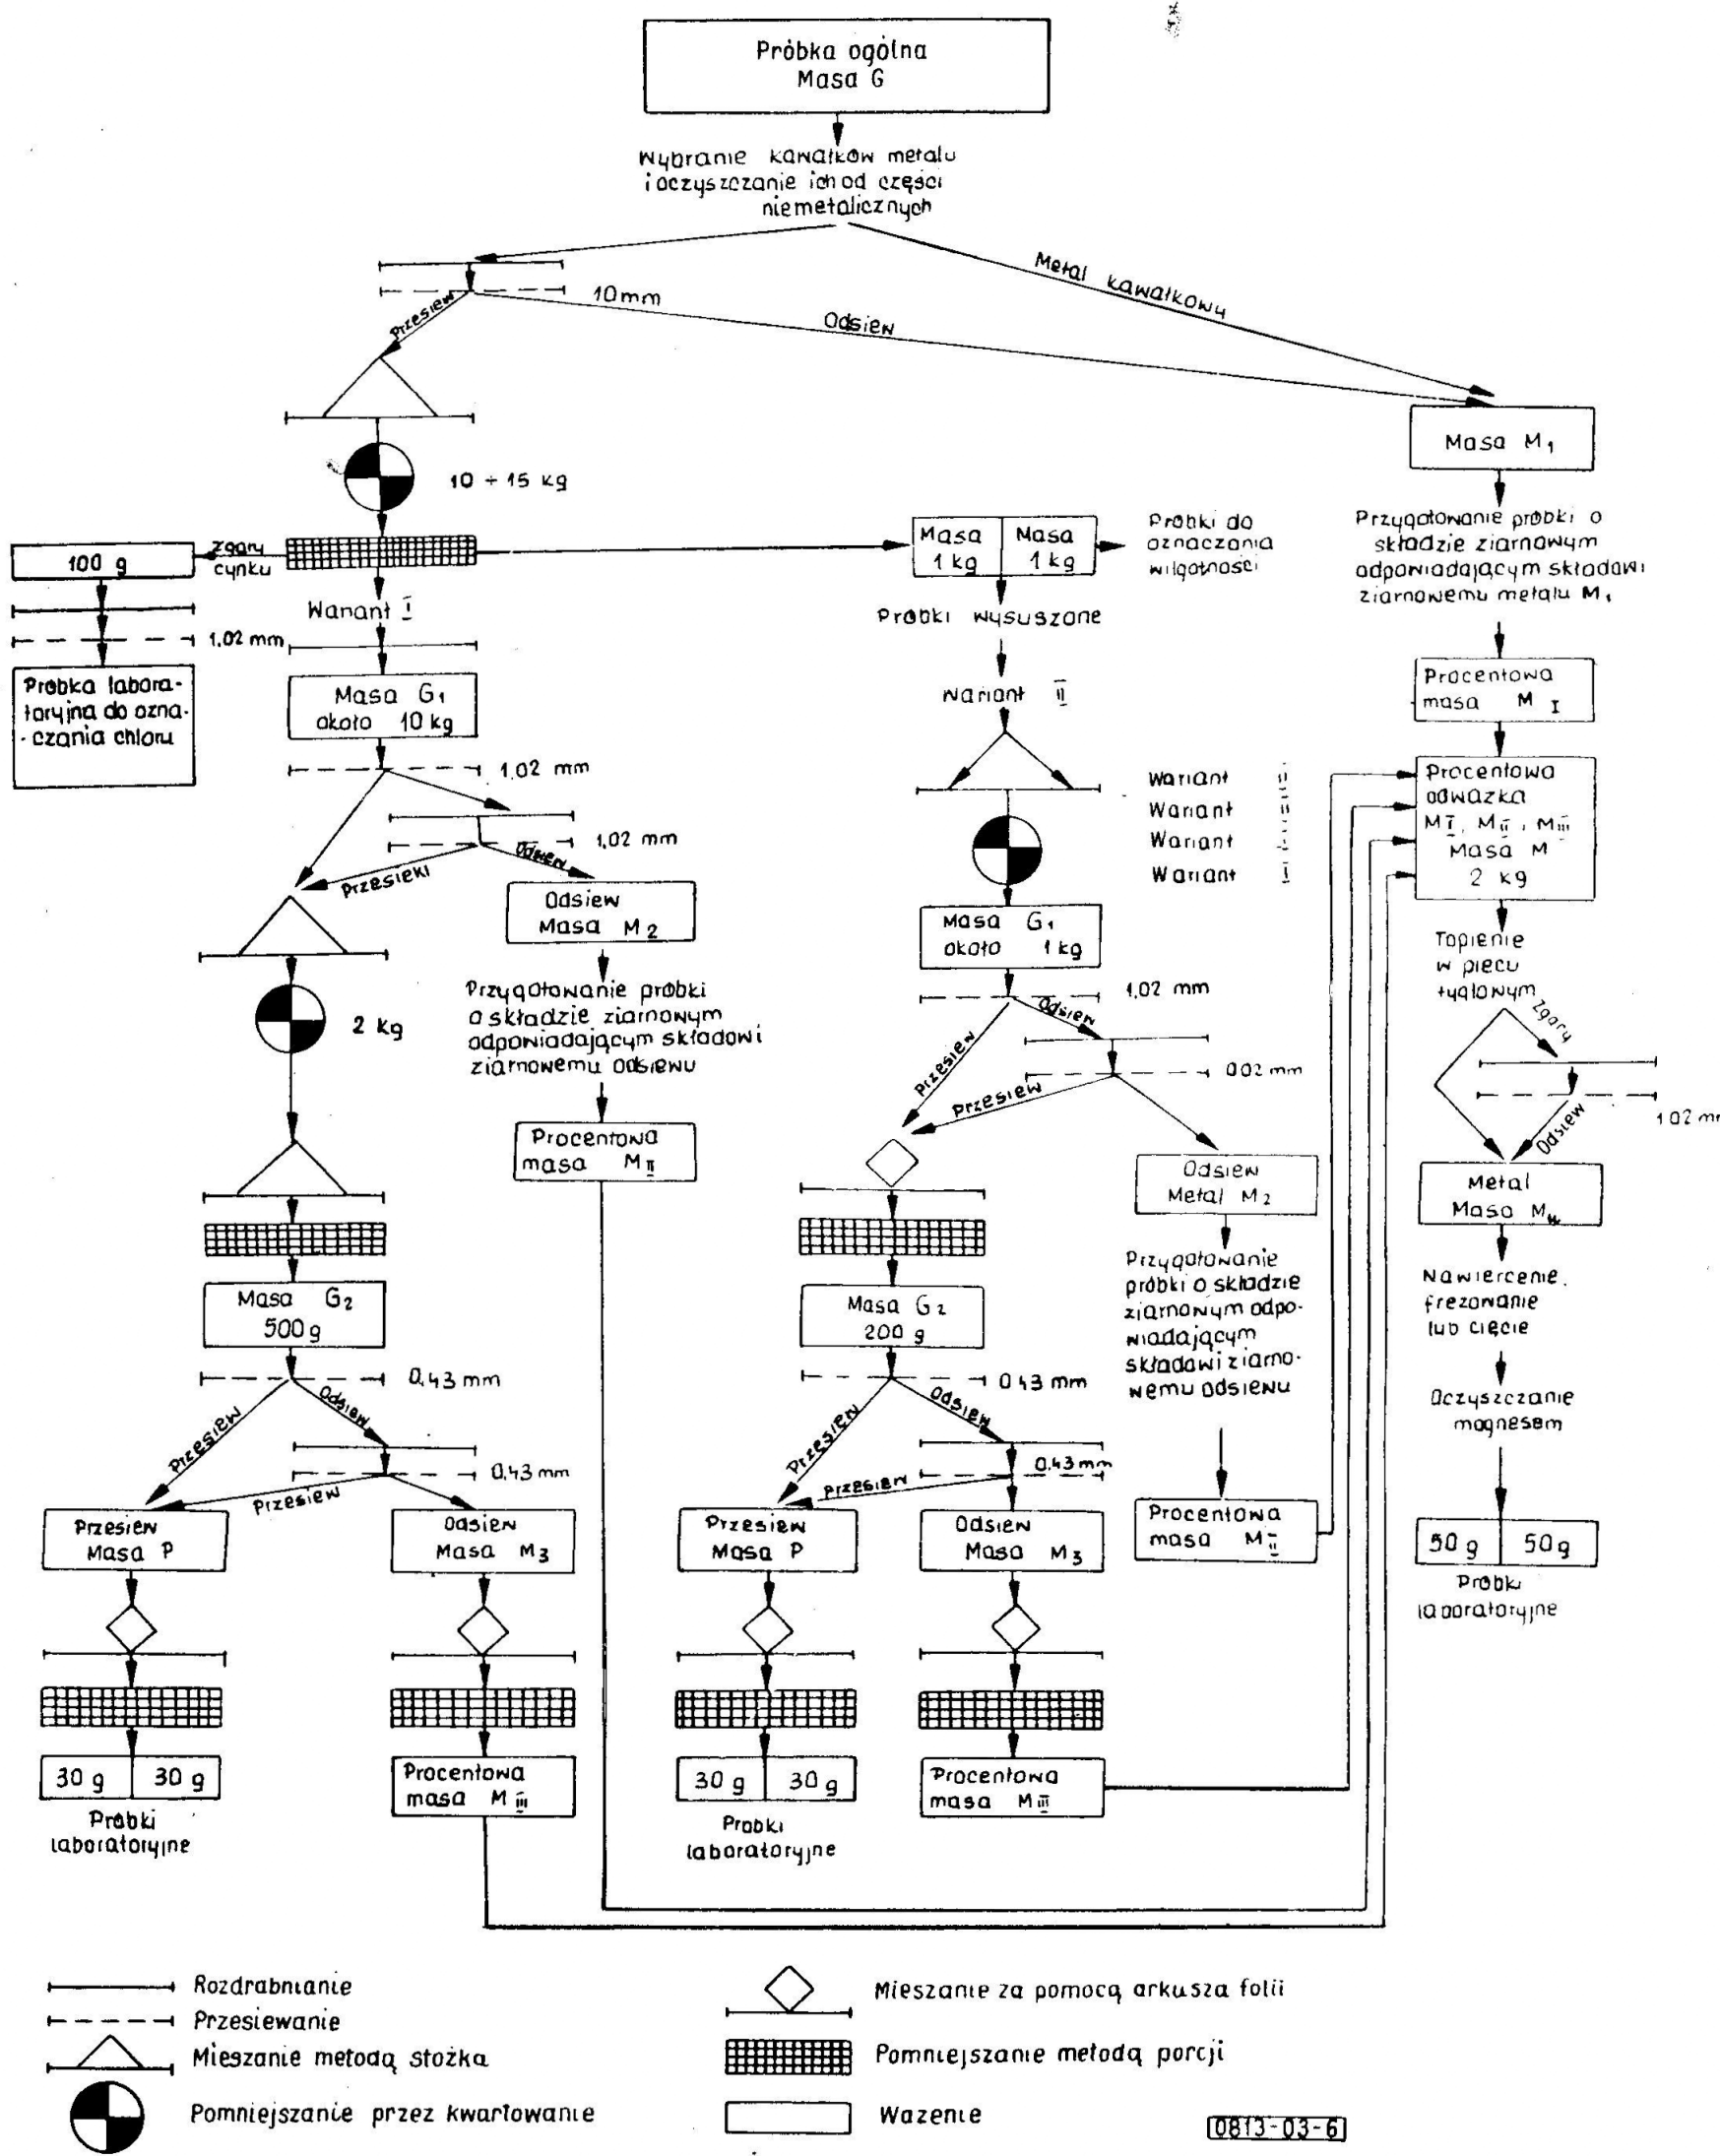 Próbka ogólna
Masa G
Wybranie kawałków metalu
i oczyszczanie ich od części
niemetalicznych
Metal kawałkowy
10 mm
Przesiew
Odsiew
Masa M1
10 ÷ 15 kg
Przygotowanie próbki o
składzie ziarnowym
odpowiadającym składowi
ziarnowemu metalu M1
100 g
zgary
cynku
Masa
1 kg
Masa
1 kg
Próbki do
oznaczania
wilgotności
Wariant I
Próbki wysuszone
1,02 mm
Próbka labora-
toryjna do ozna-
-czania chloru
Masa G1
około 10 kg
Wariant II
Procentowa
masa M I
1,02 mm
Wariant
Wariant
Wariant
Wariant I
Procentowa
odważka
MI, MII, MIII
Masa M
2 kg
1,02 mm
Odsiew
Przesiewki
Odsiew
Masa M2
Masa G1
około 1 kg
Topienie
w piecu
tyglowym
zgary
2 kg
Przygotowanie próbki
o składzie ziarnowym
odpowiadającym składowi
ziarnowemu odsiewu
1,02 mm
Odsiew
Przesiew
0,02 mm
Przesiew
1,02 mm
Odsiew
Procentowa
masa MII
Odsiew
Metal M2
Metal
Masa
Masa G2
500 g
Masa G2
200 g
Przygotowanie
próbki o składzie
ziarnowym odpo-
wiadającym
składowi ziarno-
wemu odsiewu
Nawiercenie,
frezowanie
lub cięcie
0,43 mm
Odsiew
Przesiew
0,43 mm
Przesiew
0,43 mm
Odsiew
Przesiew
0,43 mm
Przesiew
Oczyszczanie
magnesem
Przesiew
Masa P
Odsiew
Masa M3
Przesiew
Masa P
Odsiew
Masa M3
Procentowa
masa MII
50 g 50 g
Próbki
laboratoryjne
30 g 30 g
Próbki
laboratoryjne
Procentowa
masa MIII
30 g 30 g
Próbki
laboratoryjne
Procentowa
masa MIII
Rozdrabnianie
Przesiewanie
Mieszanie metodą stożka
Pomniejszanie przez kwartowanie
Mieszanie za pomocą arkusza folii
Pomniejszanie metodą porcji
Ważenie
0813-03-6